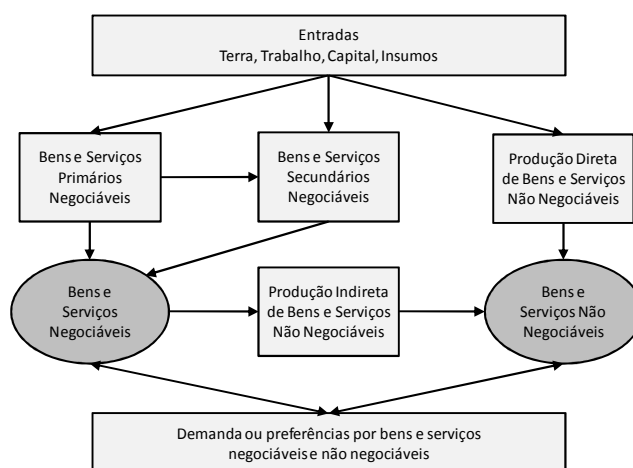 Entradas
Terra, Trabalho, Capital, Insumos
Bens e Serviços
Primários
Negociáveis
Bens e Serviços
Secundários
Negociáveis
Produção Direta
de Bens e Serviços
Não Negociáveis
Bens e
Serviços
Negociáveis
Produção Indireta
de Bens e Serviços
Não Negociáveis
Bens e
Serviços Não
Negociáveis
Demanda ou preferências por bens e serviços
negociáveis e não negociáveis